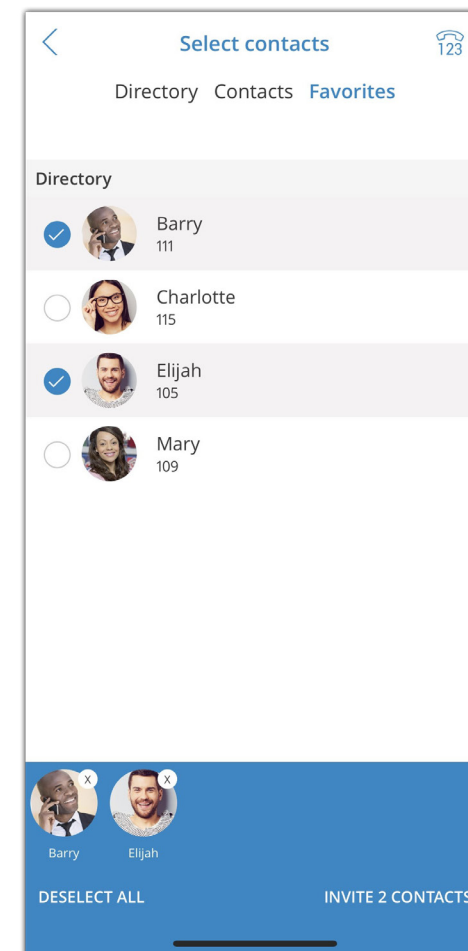 Select contacts
123
Directory Contacts Favorites
Directory
Barry
111
Charlotte
115
Elijah
105
Mary
109
X X
Barry Elijah
DESELECT ALL INVITE 2 CONTACTS